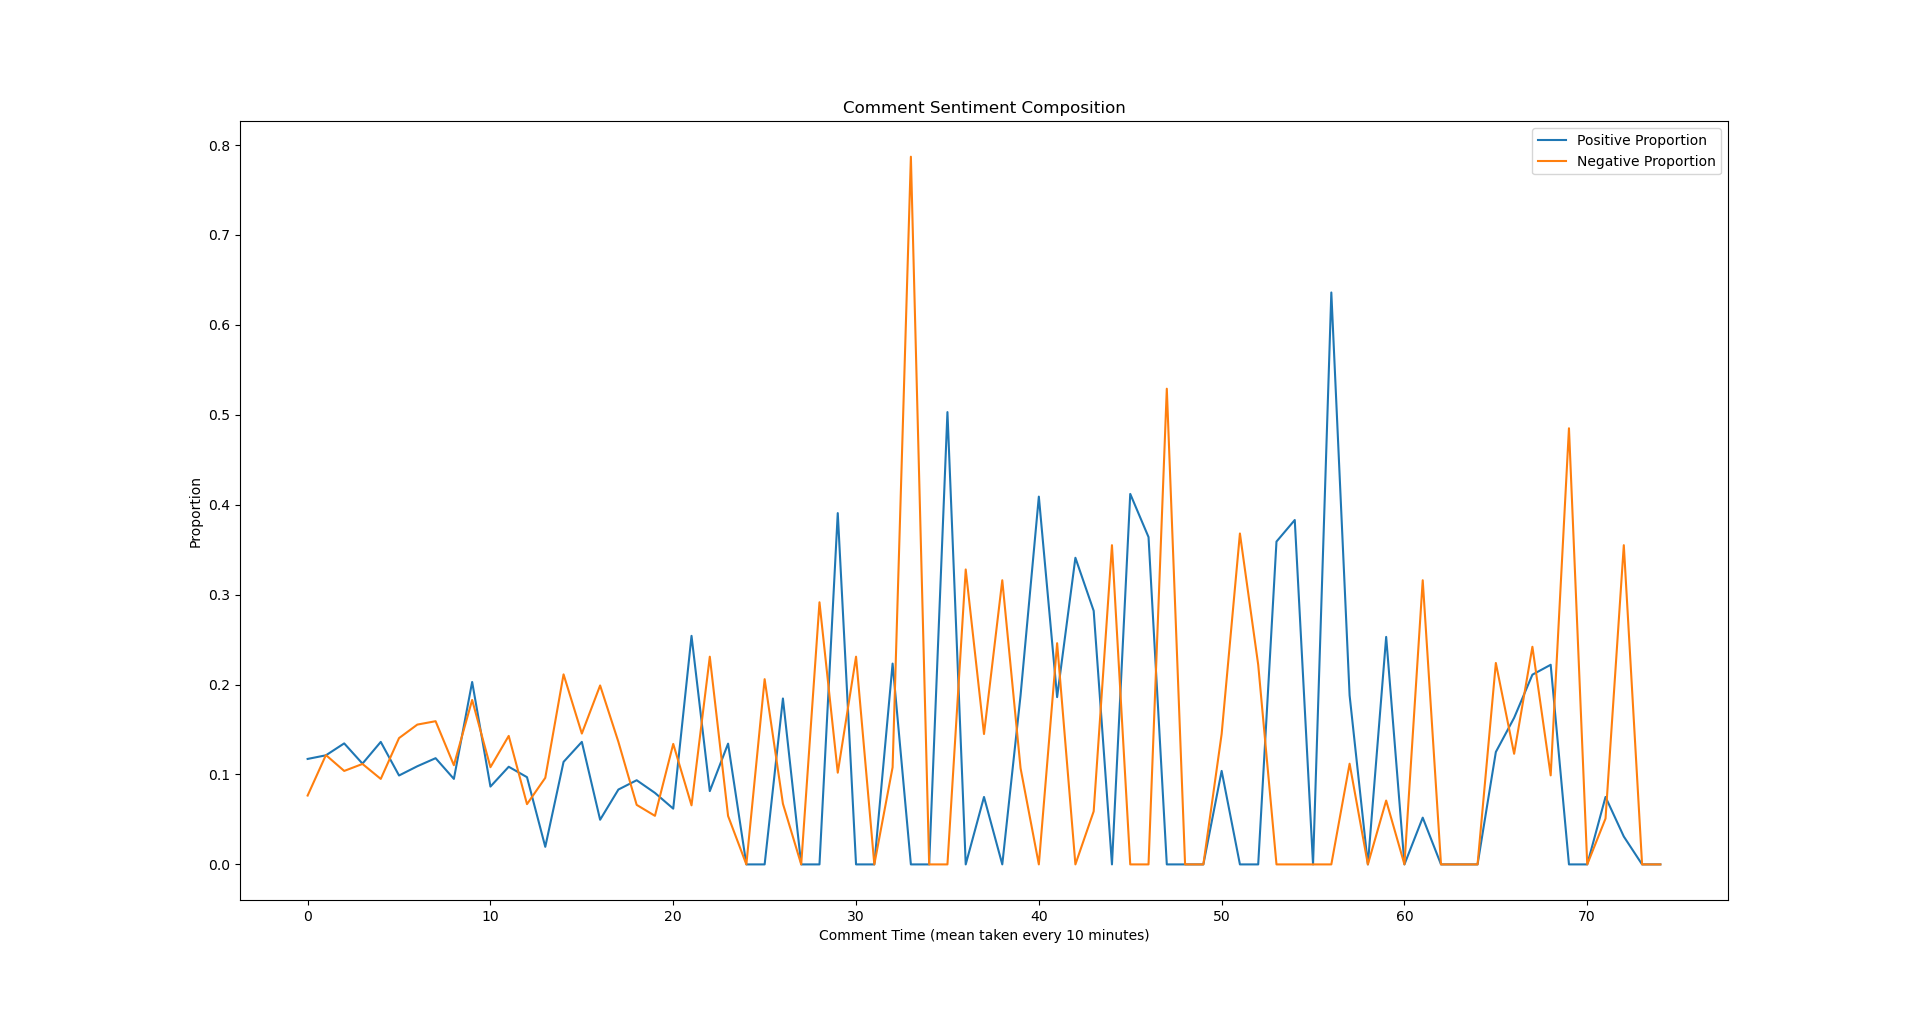 Comment Sentiment Composition
Positive Proportion
Negative Proportion
0.8
0.7
0.6
0.5
0.4
0.3
0.2
0.1
0.0
Proportion
0 10 20 30 40 50 60 70
Comment Time (mean taken every 10 minutes)